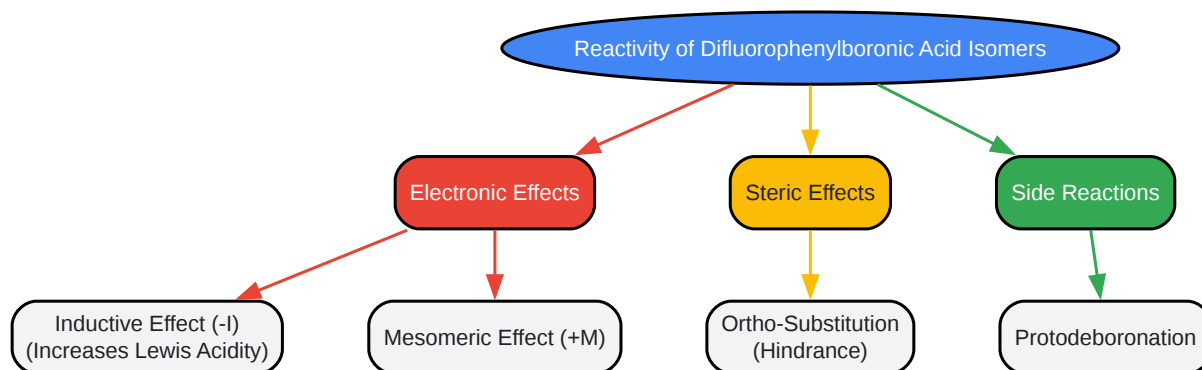 Reactivity of Difluorophenylboronic Acid Isomers
Electronic Effects
Steric Effects
Side Reactions
Inductive Effect (-I)
(Increases Lewis Acidity)
Mesomeric Effect (+M)
Ortho-Substitution
(Hindrance)
Protodeboronation